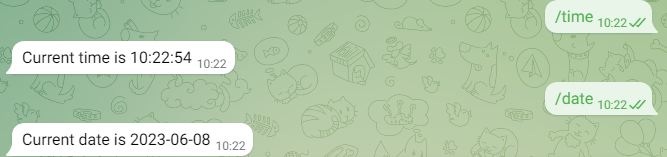 /time 10:22
Current time is 10:22:54 10:22
/date 10:22
Current date is 2023-06-08 10:22